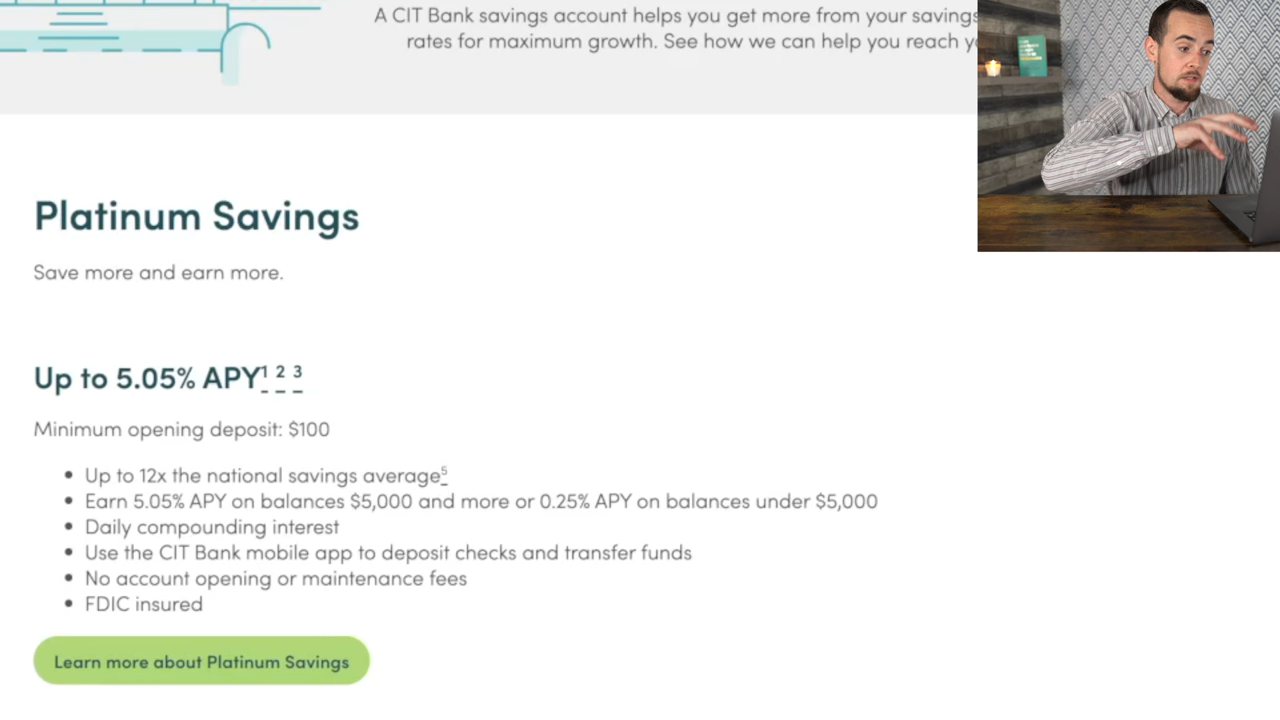 A CIT Bank savings account helps you get more from your savings
rates for maximum growth. See how we can help you reach
Platinum Savings
Save more and earn more.
Up to 5.05% APY¹ ² ³
Minimum opening deposit: $100
• Up to 12x the national savings average⁵
• Earn 5.05% APY on balances $5,000 and more or 0.25% APY on balances under $5,000
• Daily compounding interest
• Use the CIT Bank mobile app to deposit checks and transfer funds
• No account opening or maintenance fees
• FDIC insured
Learn more about Platinum Savings